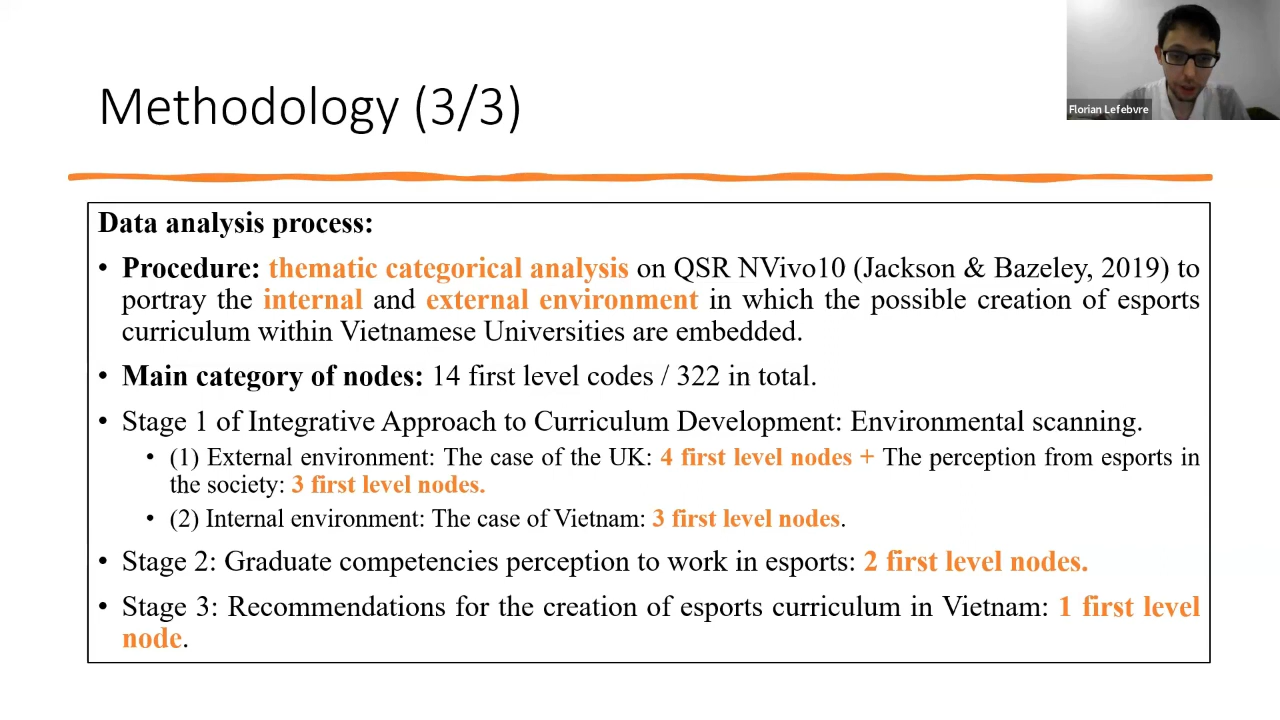 Florian Lefebvre
Methodology (3/3)
Data analysis process:
• Procedure: thematic categorical analysis on QSR NVivo10 (Jackson & Bazeley, 2019) to
portray the internal and external environment in which the possible creation of esports
curriculum within Vietnamese Universities are embedded.
• Main category of nodes: 14 first level codes / 322 in total.
• Stage 1 of Integrative Approach to Curriculum Development: Environmental scanning.
• (1) External environment: The case of the UK: 4 first level nodes + The perception from esports in
the society: 3 first level nodes.
• (2) Internal environment: The case of Vietnam: 3 first level nodes.
• Stage 2: Graduate competencies perception to work in esports: 2 first level nodes.
• Stage 3: Recommendations for the creation of esports curriculum in Vietnam: 1 first level
node.